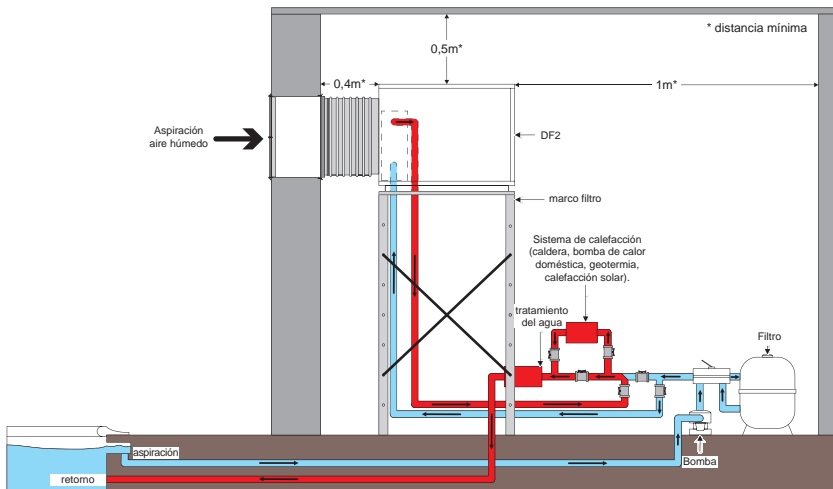 * distancia mínima
0,5m*
0,4m*
1m*
Aspiración
aire húmedo
DF2
marco filtro
Sistema de calefacción
(caldera, bomba de calor
doméstica, geotermia,
calefacción solar).
tratamiento
del agua
Filtro
aspiración
Bomba
retorno